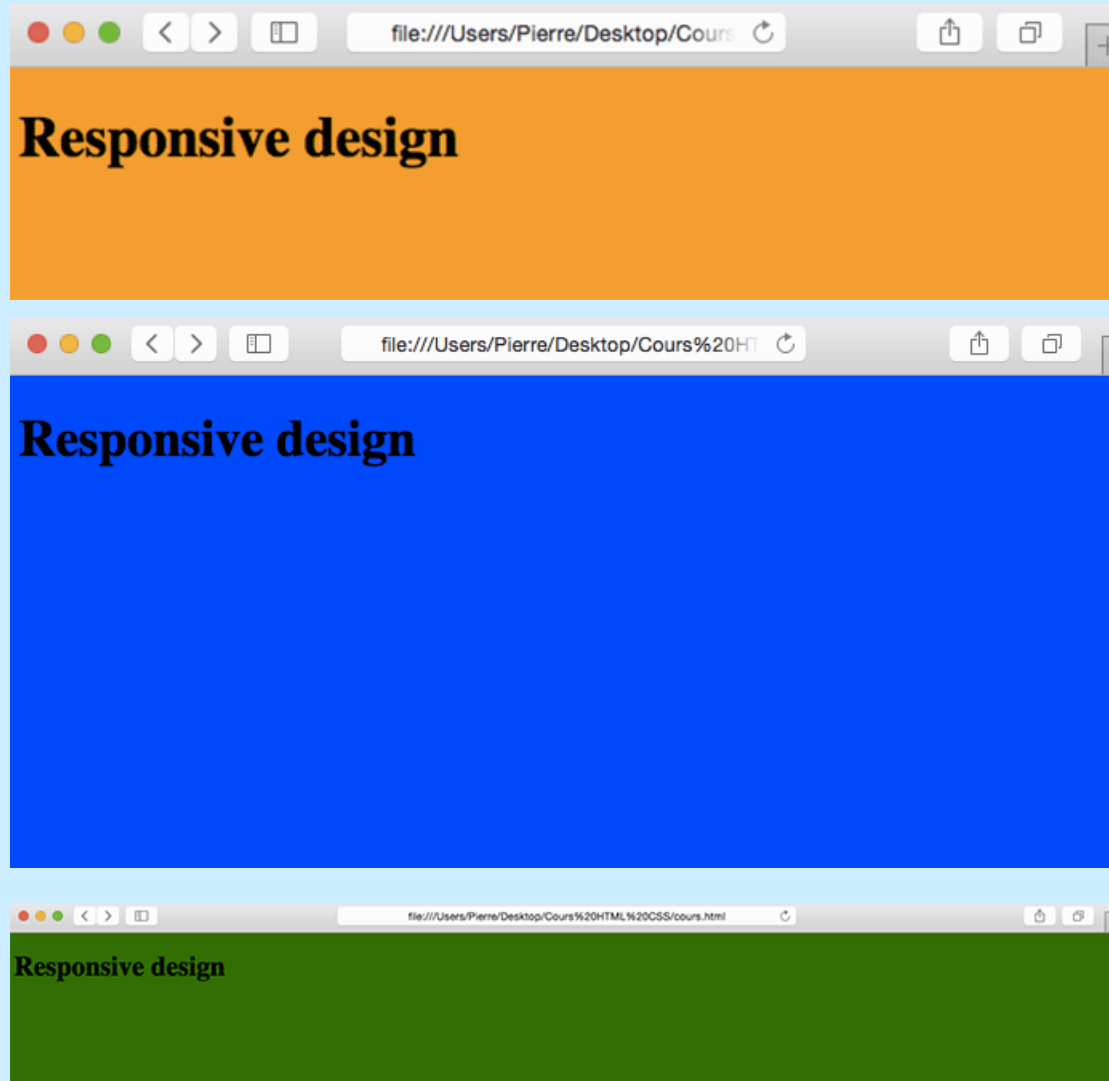 file:///Users/Pierre/Desktop/Cours
Responsive design
file:///Users/Pierre/Desktop/Cours%20HT
Responsive design
file:///Users/Pierre/Desktop/Cours%20HTML%20CSS/cours.html
Responsive design